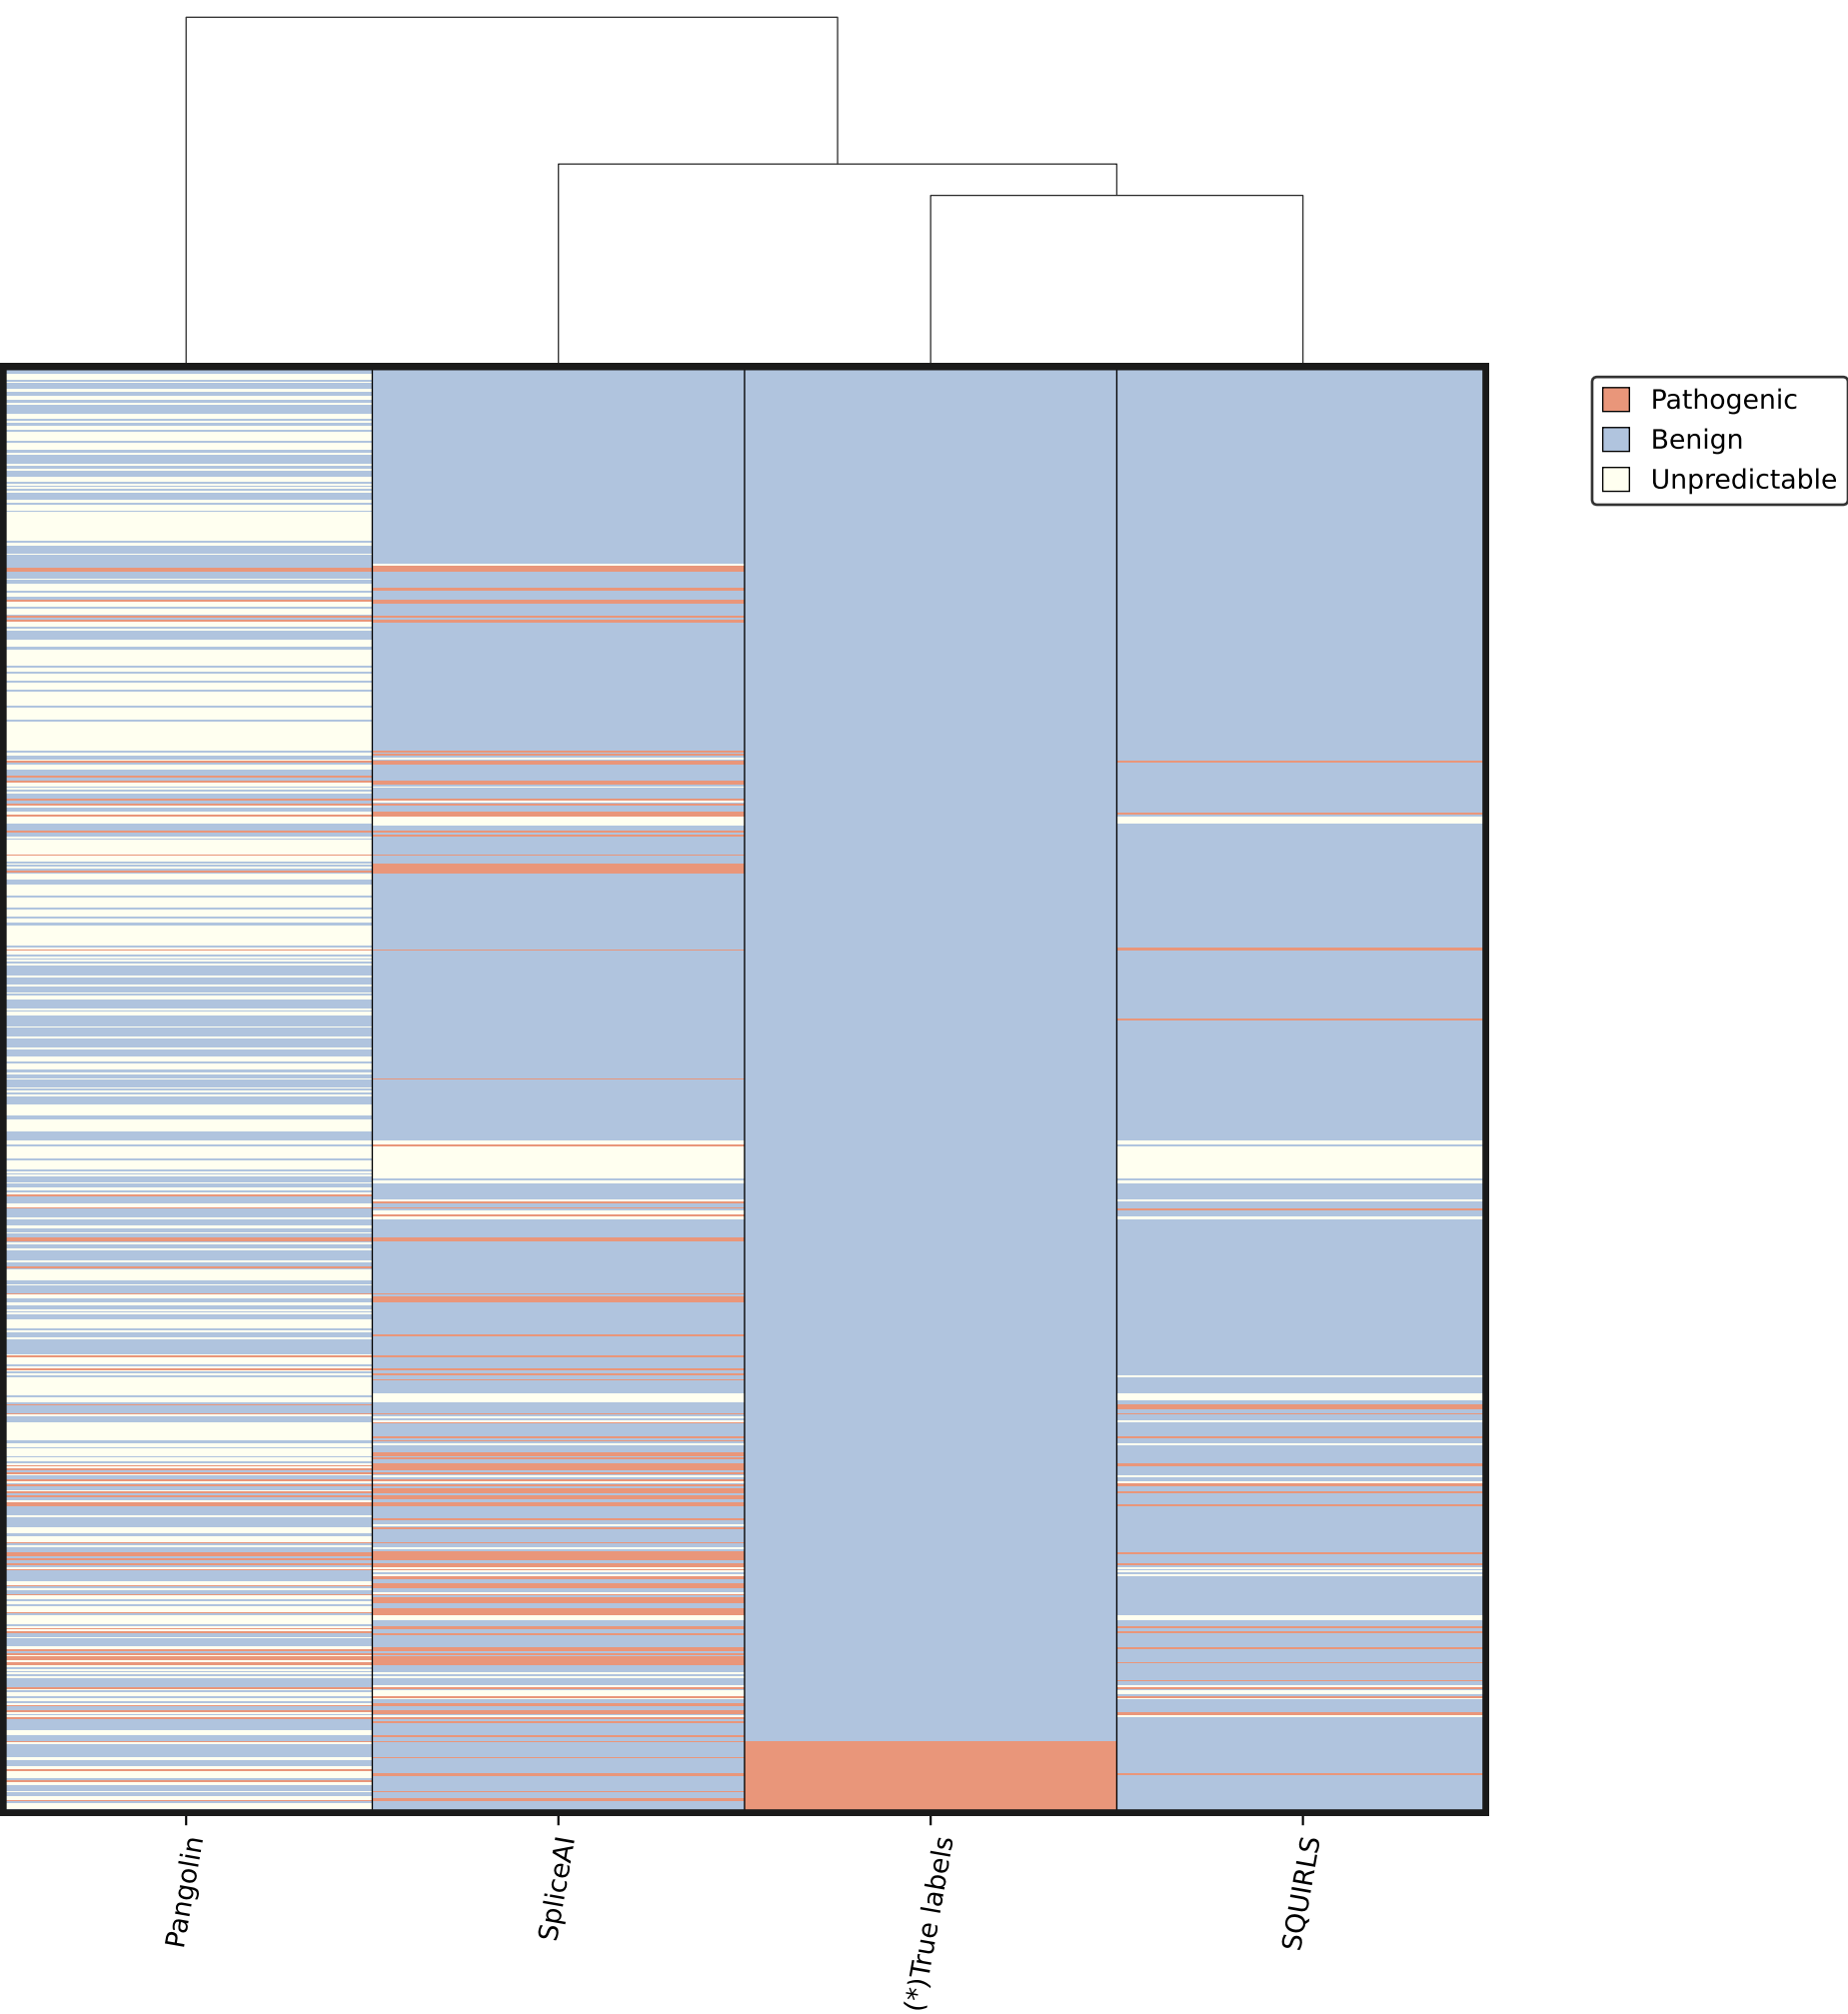 Pathogenic
Benign
Unpredictable
Pangolin
SpliceAI
(*)True labels
SQUIRLS